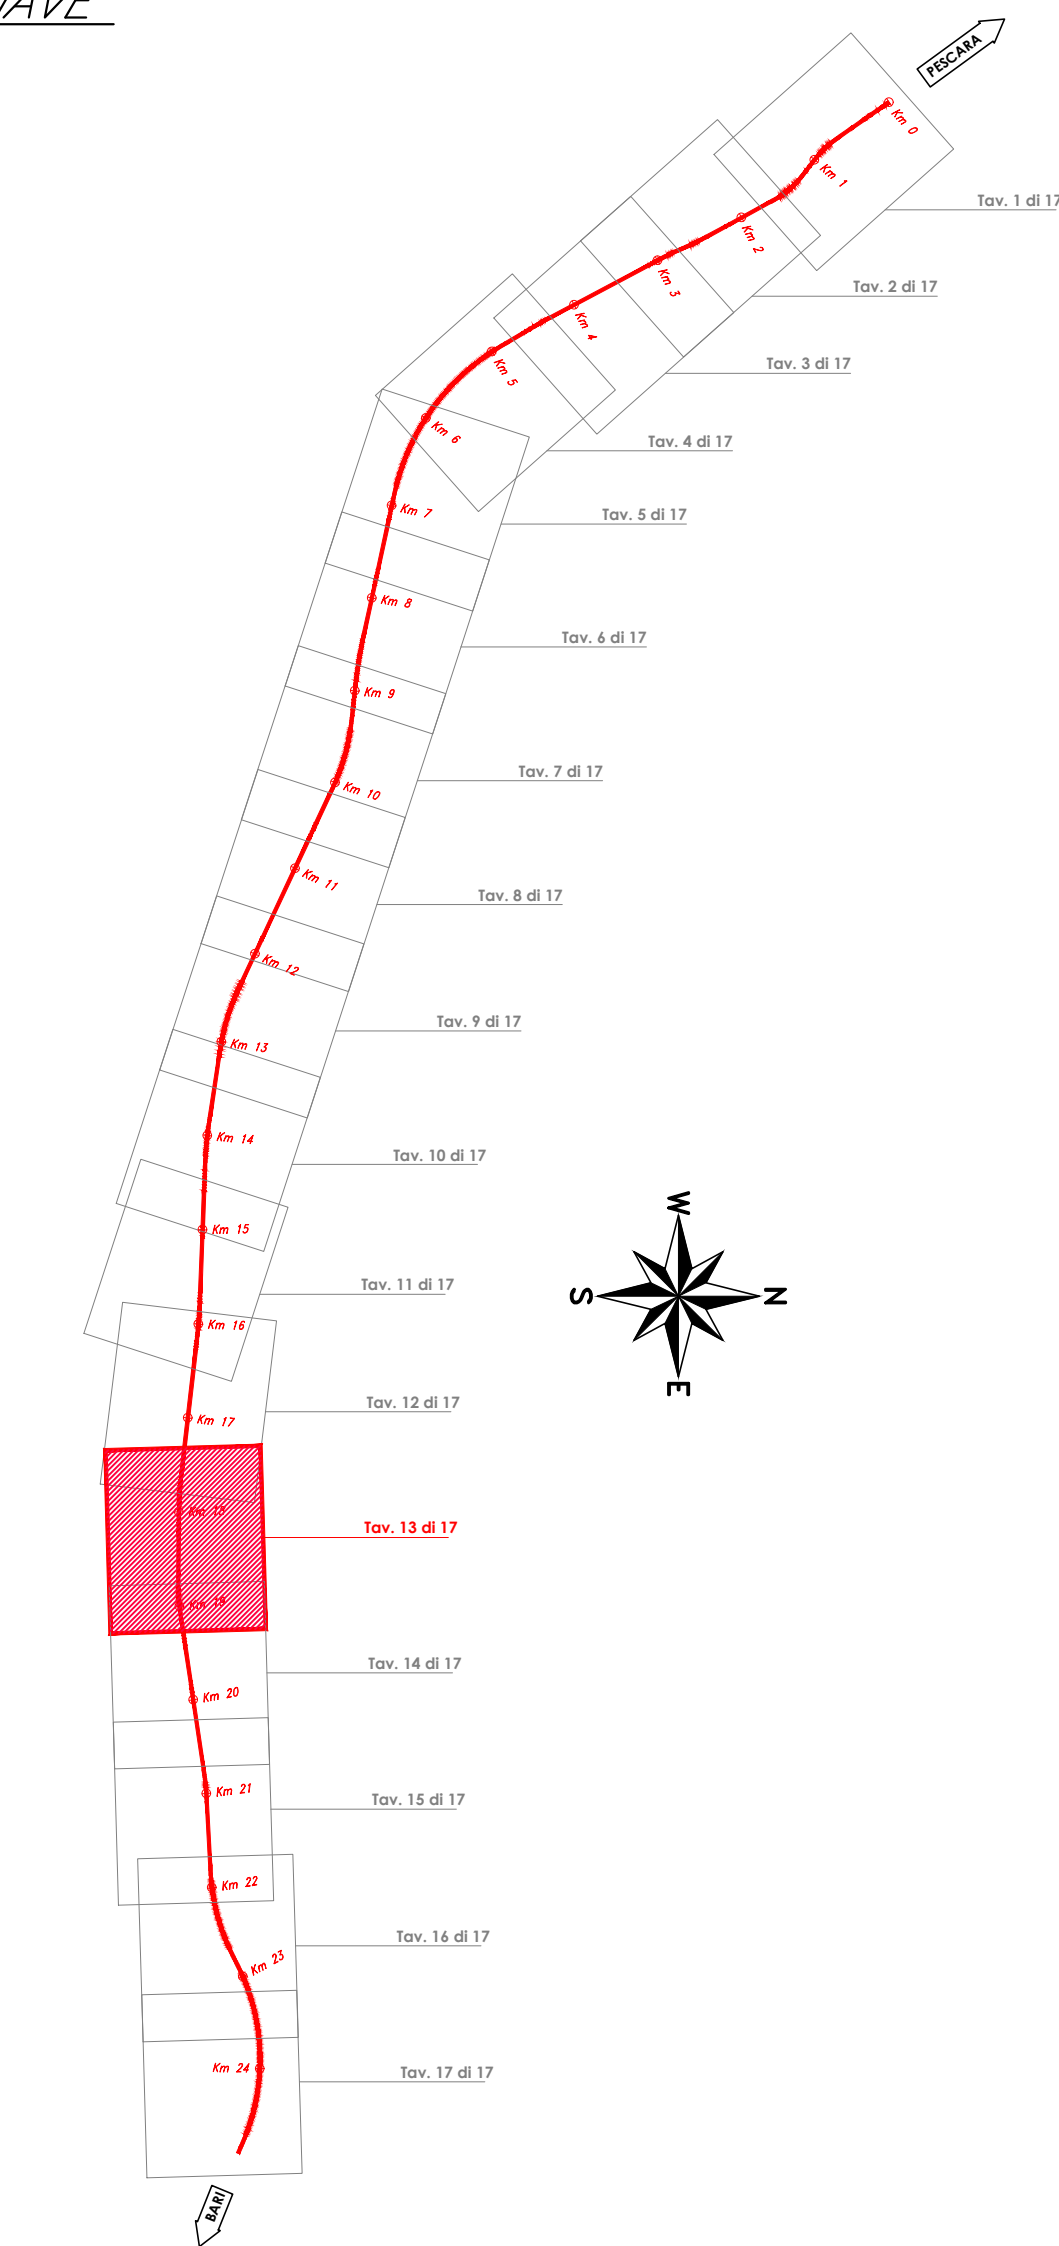 PESCARA
Km 0
Km 1
Tav. 1 di 17
Km 2
Km 3
Tav. 2 di 17
Km 4
Tav. 3 di 17
Km 5
Km 6
Tav. 4 di 17
Km 7
Tav. 5 di 17
Km 8
Tav. 6 di 17
Km 9
Tav. 7 di 17
Km 10
Km 11
Tav. 8 di 17
Km 12
Tav. 9 di 17
Km 13
Km 14
Tav. 10 di 17
W
Km 15
Tav. 11 di 17
S
N
Km 16
E
Tav. 12 di 17
Km 17
Km 18
Tav. 13 di 17
Km 19
Tav. 14 di 17
Km 20
Km 21
Tav. 15 di 17
Km 22
Tav. 16 di 17
Km 23
Km 24
Tav. 17 di 17
BARI